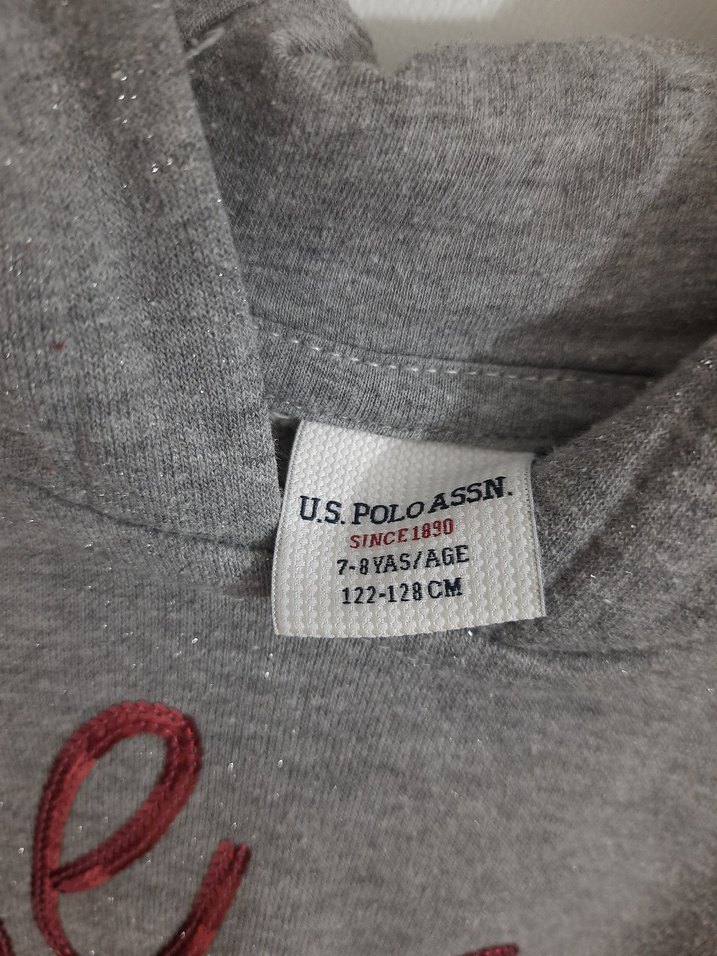 U.S. POLO ASSN.
SINCE 1890
7-8 YAS/AGE
122-128 CM